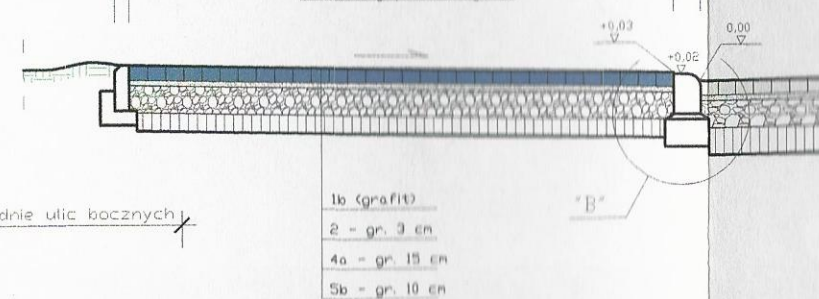 +0,03
0,00
+0,02
1b (grafit)
"B"
dnie ulic bocznych
2 - gr. 3 cm
4a - gr. 15 cm
5b - gr. 10 cm